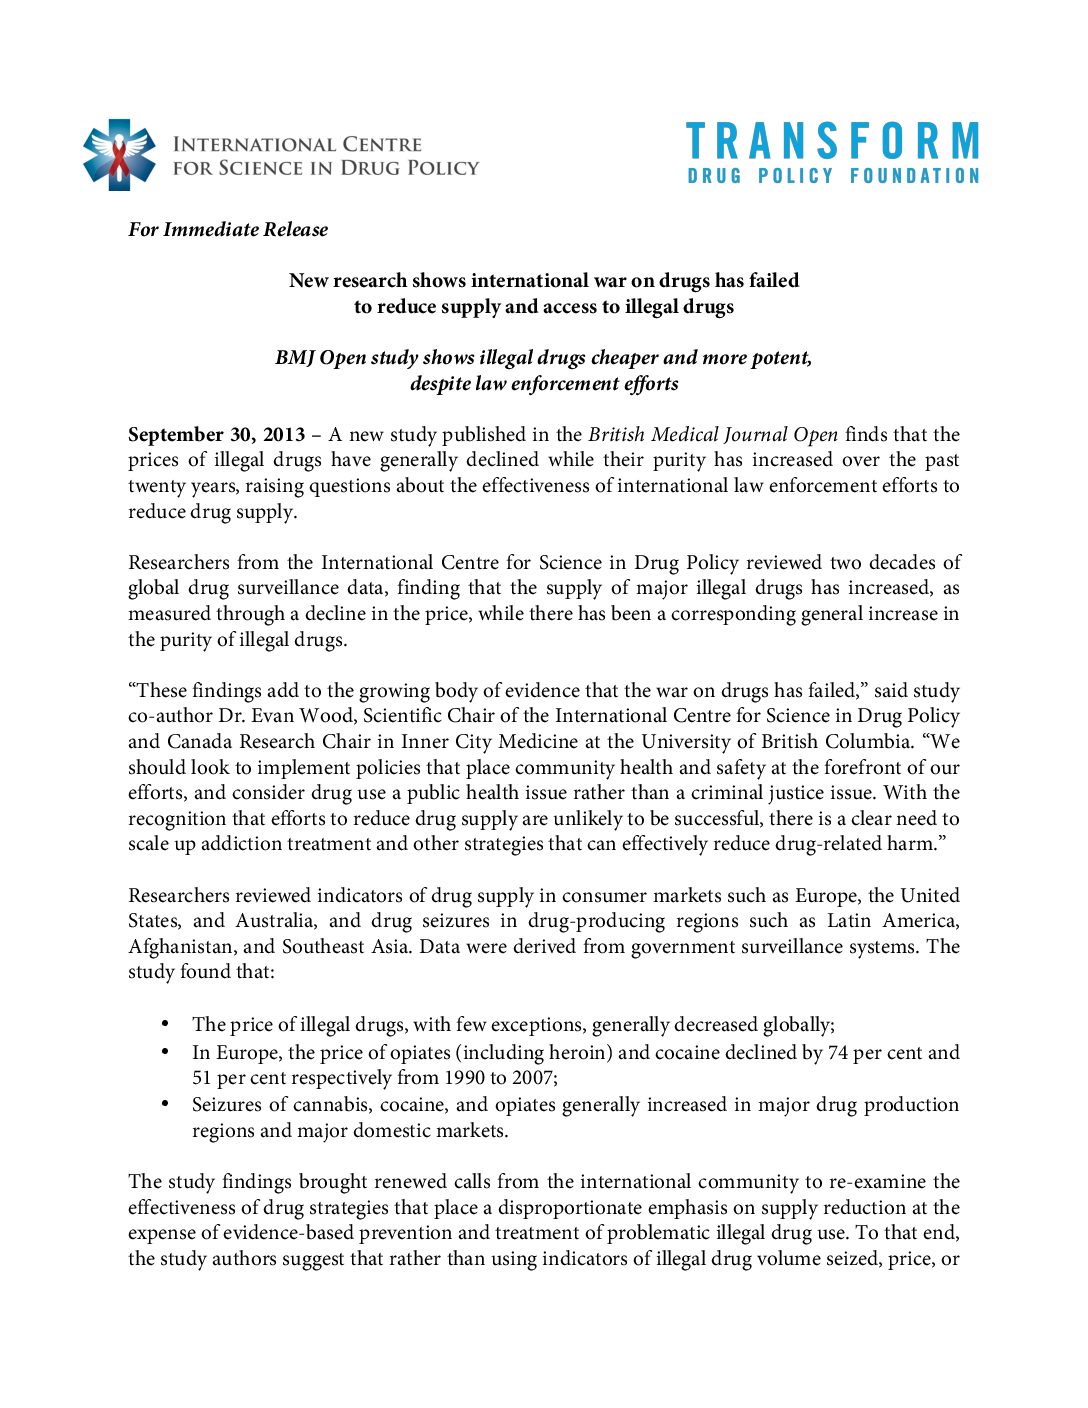 INTERNATIONAL CENTRE
FOR SCIENCE IN DRUG POLICY
TRANSFORM
DRUG POLICY FOUNDATION
For Immediate Release
New research shows international war on drugs has failed
to reduce supply and access to illegal drugs
BMJ Open study shows illegal drugs cheaper and more potent,
despite law enforcement efforts
September 30, 2013 – A new study published in the British Medical Journal Open finds that the
prices of illegal drugs have generally declined while their purity has increased over the past
twenty years, raising questions about the effectiveness of international law enforcement efforts to
reduce drug supply.
Researchers from the International Centre for Science in Drug Policy reviewed two decades of
global drug surveillance data, finding that the supply of major illegal drugs has increased, as
measured through a decline in the price, while there has been a corresponding general increase in
the purity of illegal drugs.
“These findings add to the growing body of evidence that the war on drugs has failed,” said study
co-author Dr. Evan Wood, Scientific Chair of the International Centre for Science in Drug Policy
and Canada Research Chair in Inner City Medicine at the University of British Columbia. “We
should look to implement policies that place community health and safety at the forefront of our
efforts, and consider drug use a public health issue rather than a criminal justice issue. With the
recognition that efforts to reduce drug supply are unlikely to be successful, there is a clear need to
scale up addiction treatment and other strategies that can effectively reduce drug-related harm.”
Researchers reviewed indicators of drug supply in consumer markets such as Europe, the United
States, and Australia, and drug seizures in drug-producing regions such as Latin America,
Afghanistan, and Southeast Asia. Data were derived from government surveillance systems. The
study found that:
• The price of illegal drugs, with few exceptions, generally decreased globally;
• In Europe, the price of opiates (including heroin) and cocaine declined by 74 per cent and
51 per cent respectively from 1990 to 2007;
• Seizures of cannabis, cocaine, and opiates generally increased in major drug production
regions and major domestic markets.
The study findings brought renewed calls from the international community to re-examine the
effectiveness of drug strategies that place a disproportionate emphasis on supply reduction at the
expense of evidence-based prevention and treatment of problematic illegal drug use. To that end,
the study authors suggest that rather than using indicators of illegal drug volume seized, price, or